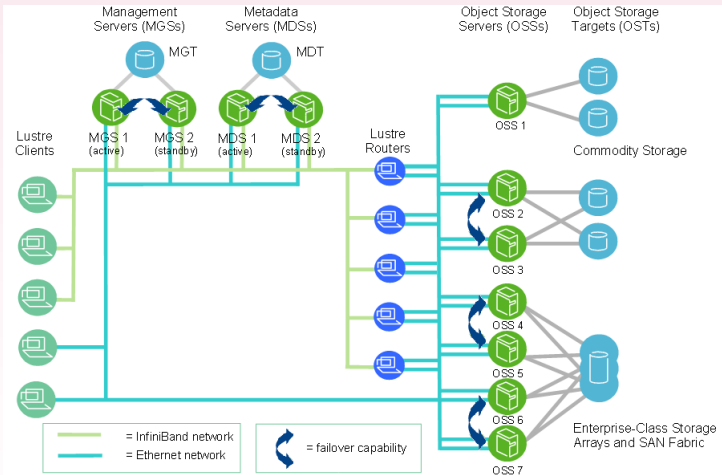 Management
Servers (MGSs)
Metadata
Servers (MDSs)
Object Storage
Servers (OSSs)
Object Storage
Targets (OSTs)
MGT
MDT
OSS 1
Lustre
Clients
MGS 1
(active)
MGS 2
(standby)
MDS 1
(active)
MDS 2
(standby)
Lustre
Routers
Commodity Storage
OSS 2
OSS 3
OSS 4
OSS 5
OSS 6
OSS 7
Enterprise-Class Storage
Arrays and SAN Fabric
= InfiniBand network
= Ethernet network
= failover capability